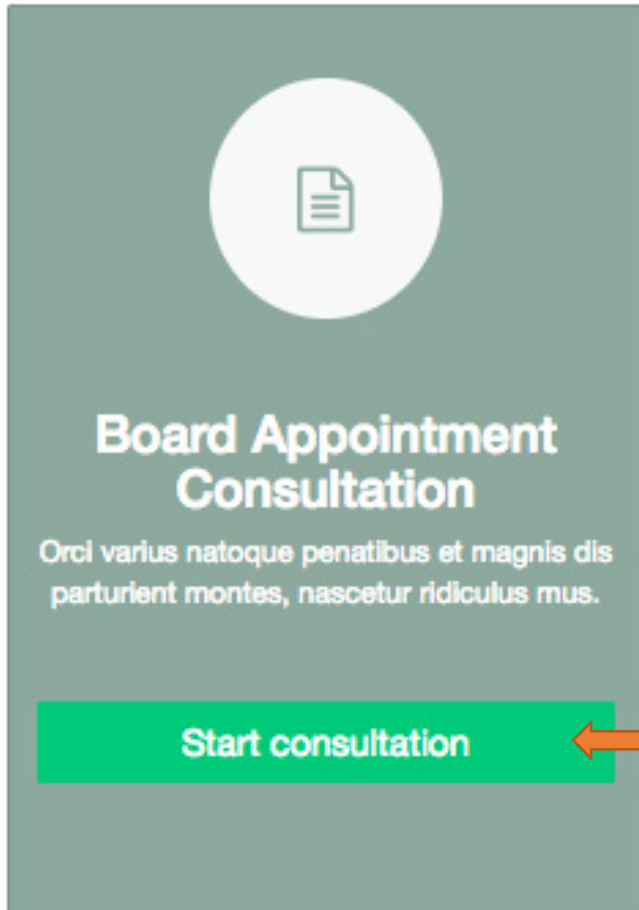 Board Appointment
Consultation
Orci varius natoque penatibus et magnis dis
parturient montes, nascetur ridiculus mus.
Start consultation